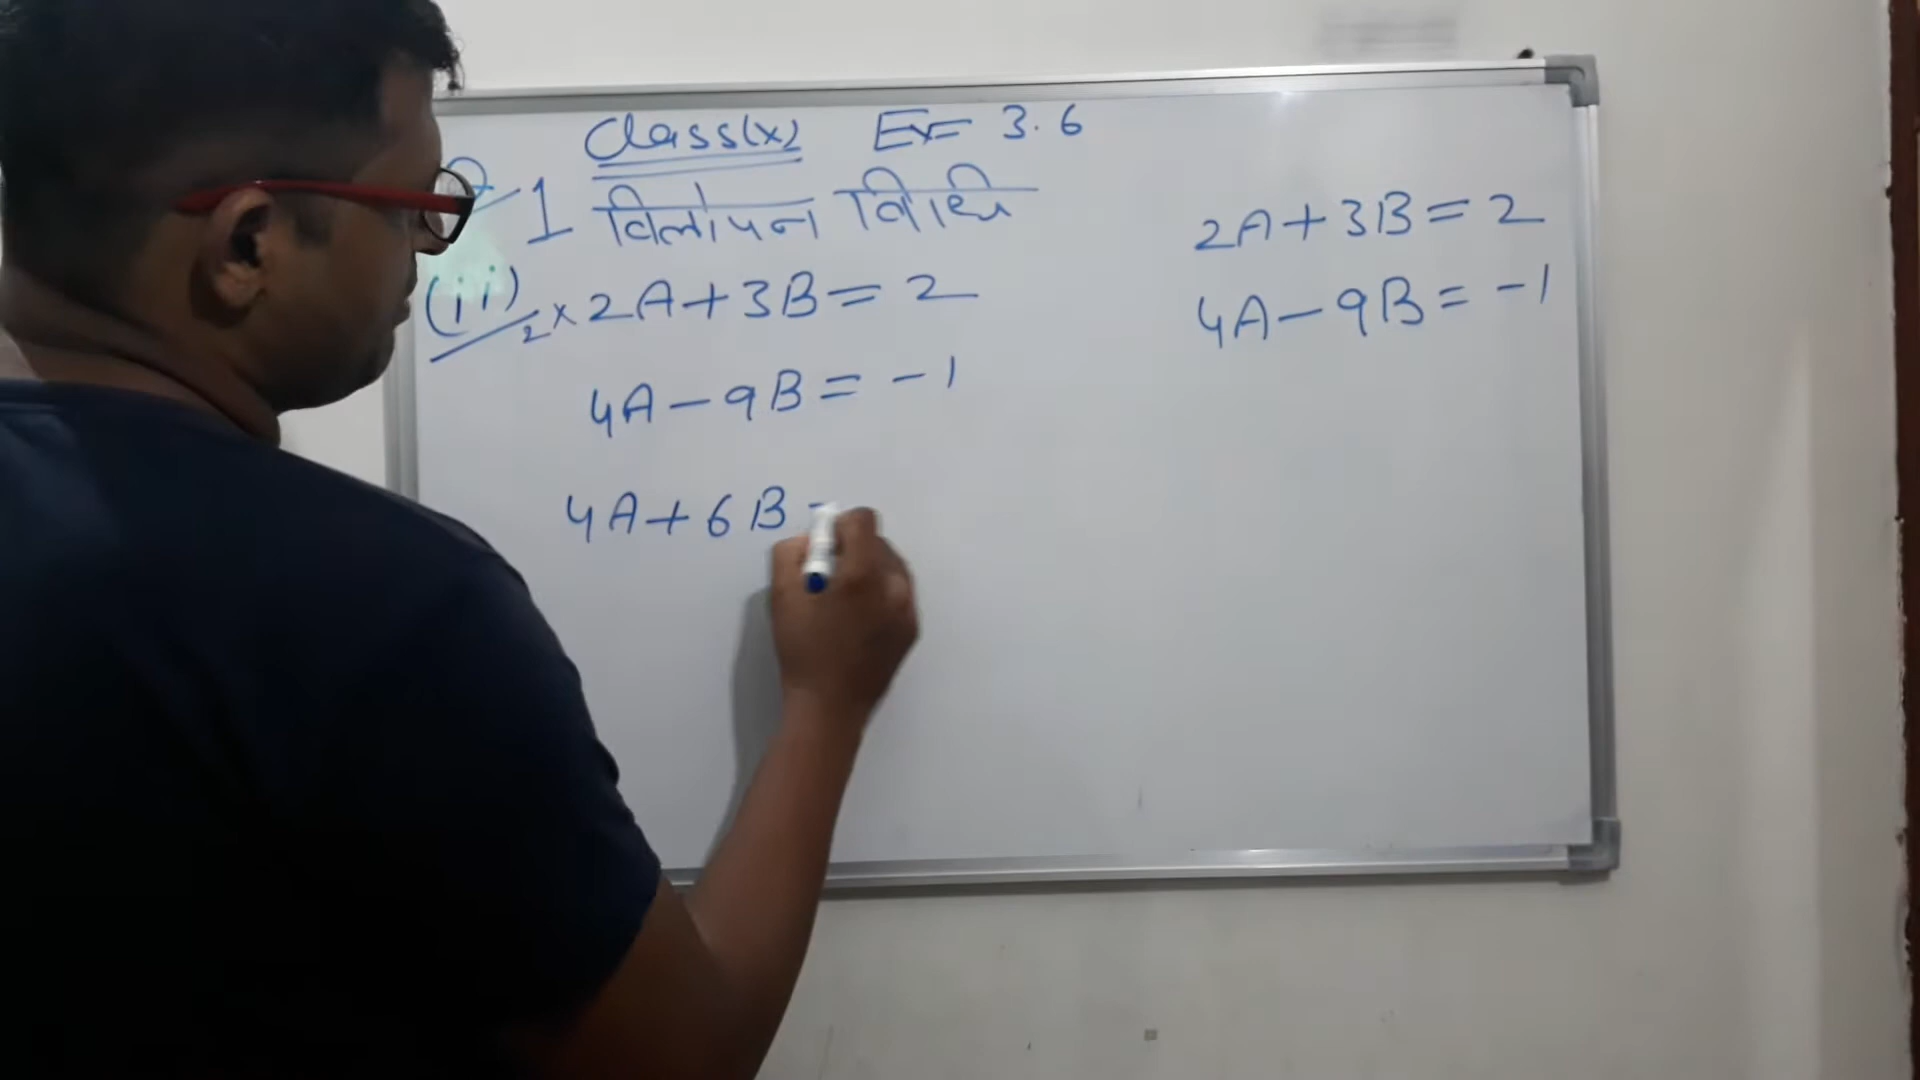 Class(x) Ex= 3.6
Q 1 विलोपन विधि
(ii) 2× 2A+3B=2
4A-9B=-1
4A+6B=
2A+3B=2
4A-9B=-1